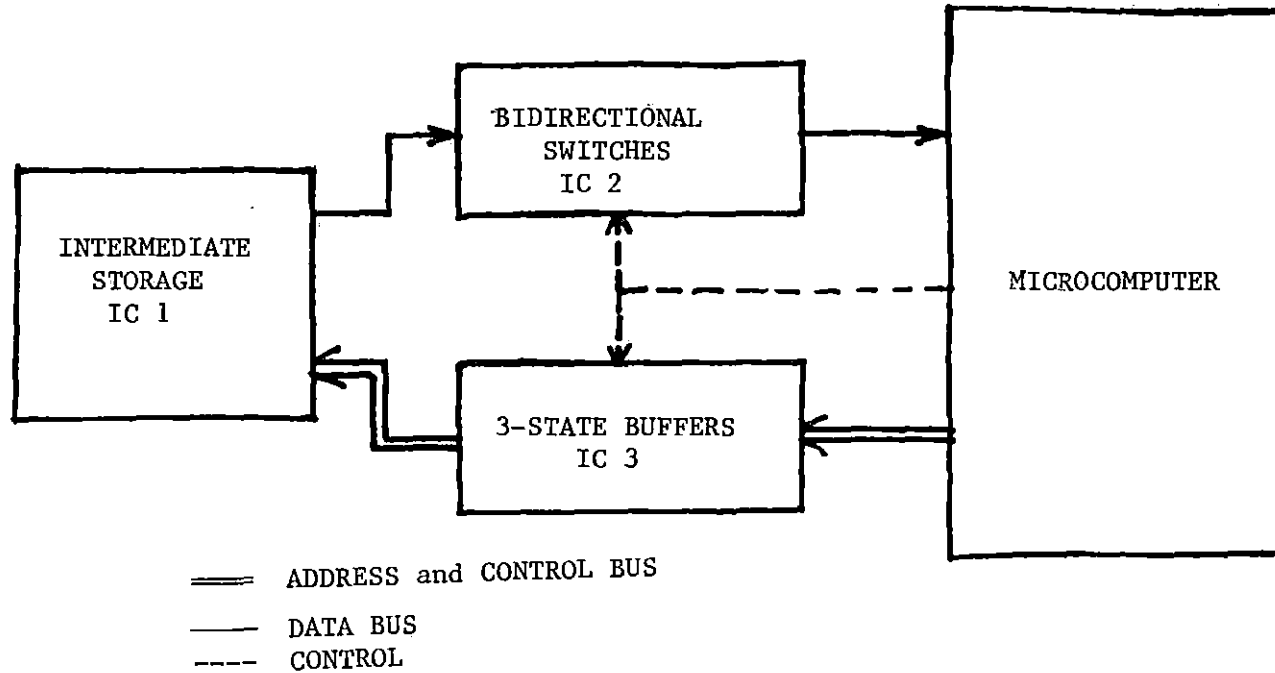 BIDIRECTIONAL
SWITCHES
IC 2
INTERMEDIATE
STORAGE
IC 1
MICROCOMPUTER
3-STATE BUFFERS
IC 3
ADDRESS and CONTROL BUS
DATA BUS
CONTROL